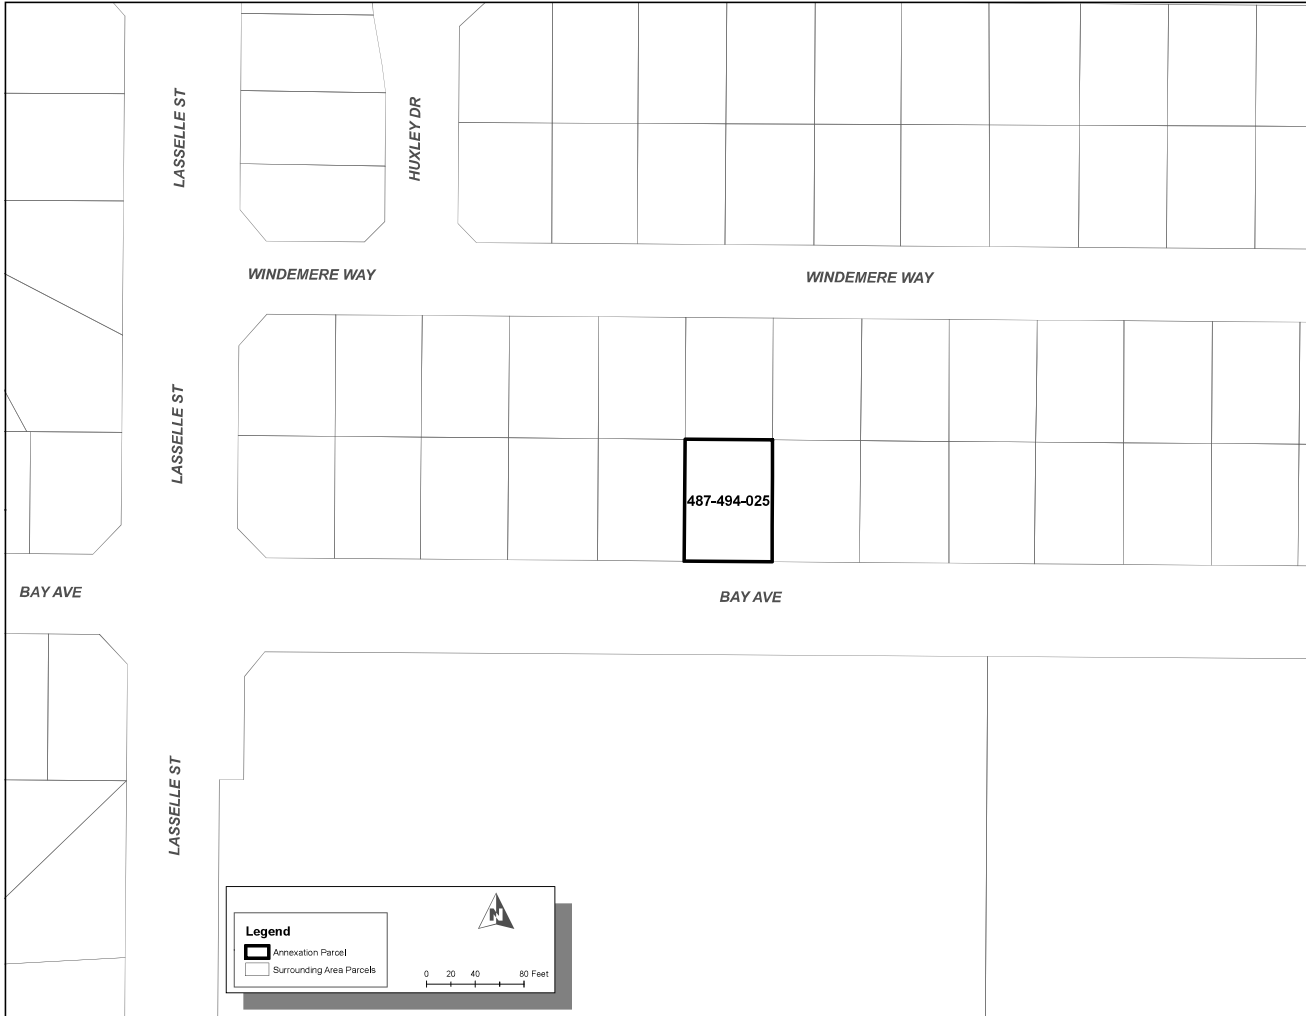 LASSELLE ST
HUXLEY DR
WINDEMERE WAY
WINDEMERE WAY
LASSELLE ST
487-494-025
BAY AVE
BAY AVE
LASSELLE ST
N
Legend
Annexation Parcel
Surrounding Area Parcels
0 20 40 80 Feet